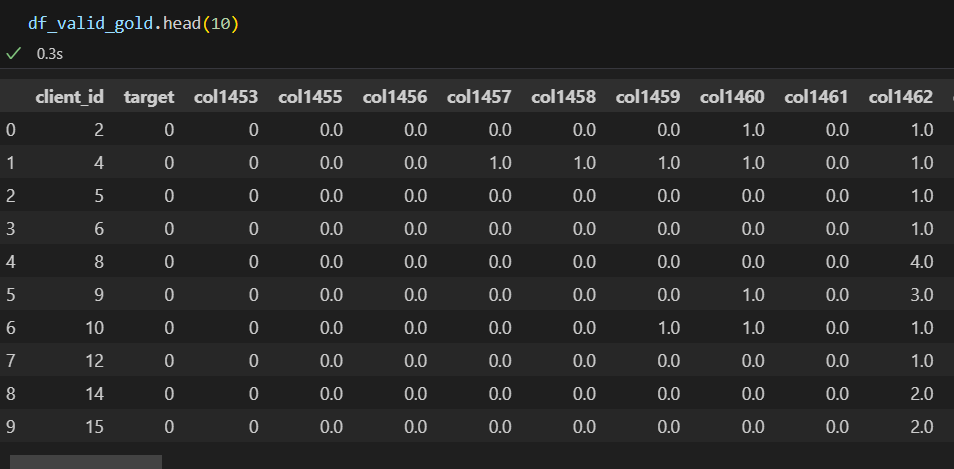 df_valid_gold.head(10)
0.3s
client_id target col1453 col1455 col1456 col1457 col1458 col1459 col1460 col1461 col1462
0 2 0 0 0.0 0.0 0.0 0.0 0.0 1.0 0.0 1.0
1 4 0 0 0.0 0.0 1.0 1.0 1.0 1.0 0.0 1.0
2 5 0 0 0.0 0.0 0.0 0.0 0.0 0.0 0.0 1.0
3 6 0 0 0.0 0.0 0.0 0.0 0.0 0.0 0.0 1.0
4 8 0 0 0.0 0.0 0.0 0.0 0.0 0.0 0.0 4.0
5 9 0 0 0.0 0.0 0.0 0.0 0.0 1.0 0.0 3.0
6 10 0 0 0.0 0.0 0.0 0.0 1.0 1.0 0.0 1.0
7 12 0 0 0.0 0.0 0.0 0.0 0.0 0.0 0.0 1.0
8 14 0 0 0.0 0.0 0.0 0.0 0.0 0.0 0.0 2.0
9 15 0 0 0.0 0.0 0.0 0.0 0.0 0.0 0.0 2.0